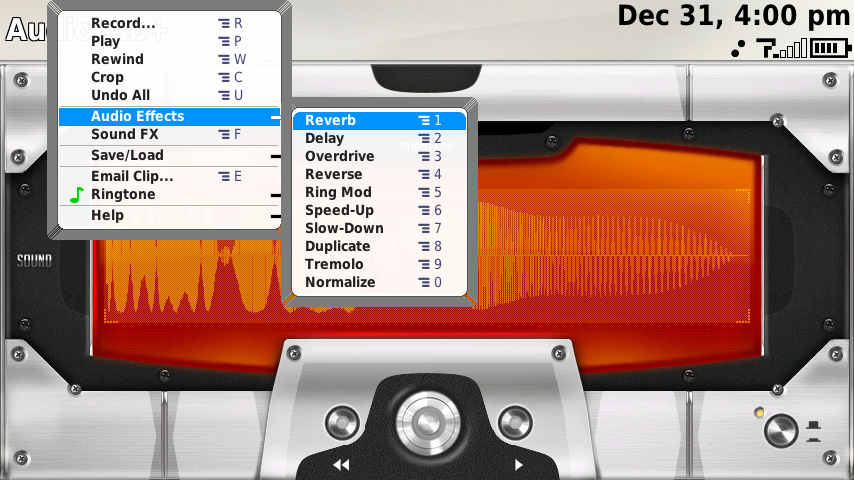 Dec 31, 4:00 pm
Record... R
Play P
Rewind W
Crop C
Undo All U
Audio Effects
Sound FX F
Save/Load
Email Clip... E
Ringtone
Help
Reverb 1
Delay 2
Overdrive 3
Reverse 4
Ring Mod 5
Speed-Up 6
Slow-Down 7
Duplicate 8
Tremolo 9
Normalize 0
SOUND